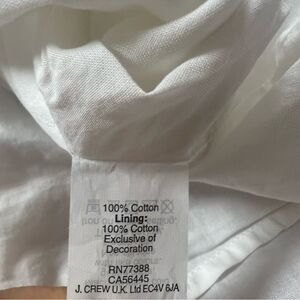 100% Cotton
Lining:
100% Cotton
Exclusive of
Decoration
RN77388
CA56445
J. CREW U.K. Ltd EC4V 6JA